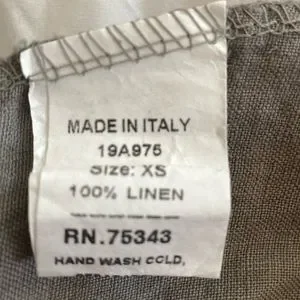 MADE IN ITALY
19A975
Size: XS
100% LINEN
RN.75343
HAND WASH COLD,